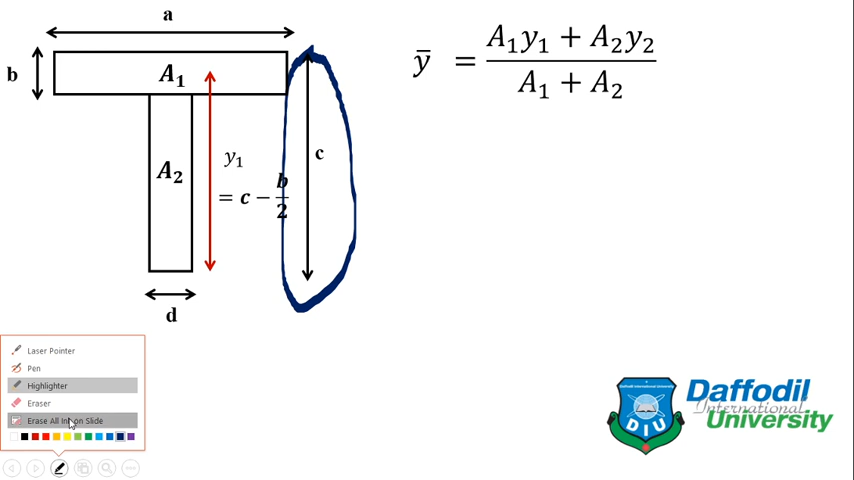 a
b
A₁
A₂
y₁
= c − b/2
c
d
ȳ = (A₁y₁ + A₂y₂)/(A₁ + A₂)
Laser Pointer
Pen
Highlighter
Eraser
Erase All Ink on Slide
DIU
Daffodil
International
University